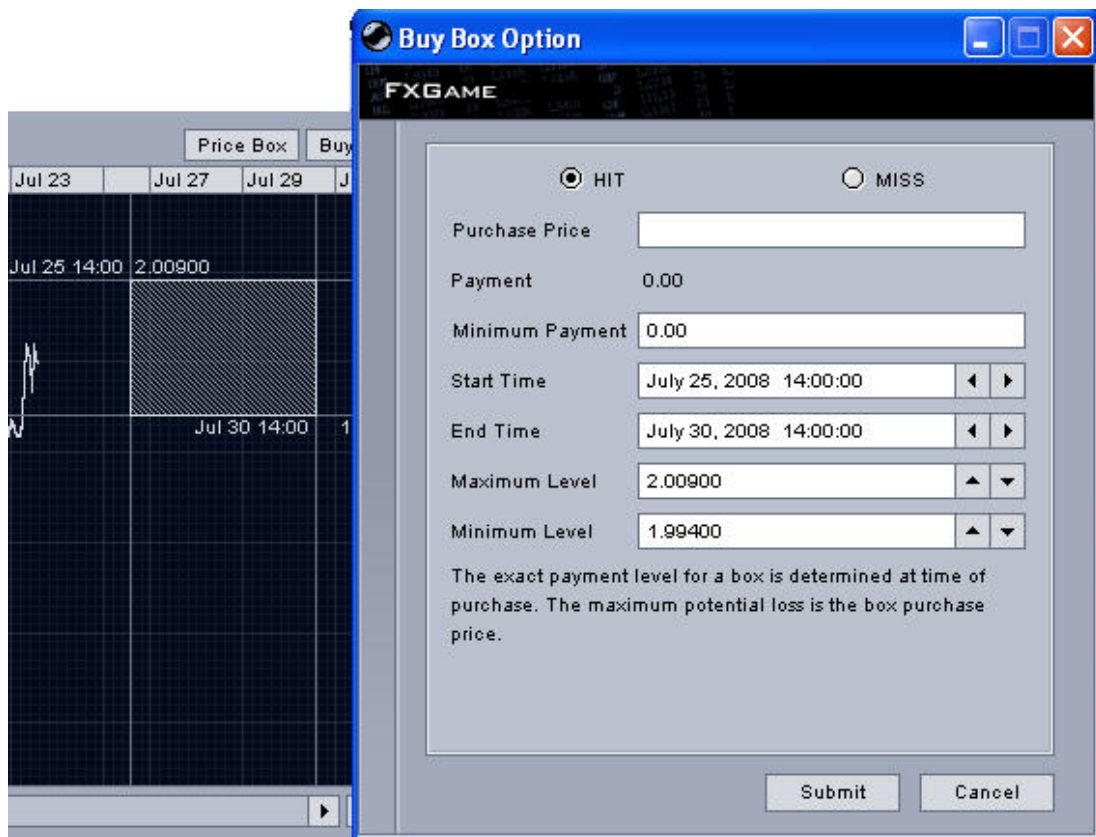 Buy Box Option
FXGame
Price Box
Buy
Jul 23
Jul 27
Jul 29
J
Jul 25 14:00
2.00900
Jul 30 14:00
1
HIT
MISS
Purchase Price
Payment
0.00
Minimum Payment
0.00
Start Time
July 25, 2008 14:00:00
End Time
July 30, 2008 14:00:00
Maximum Level
2.00900
Minimum Level
1.99400
The exact payment level for a box is determined at time of
purchase. The maximum potential loss is the box purchase
price.
Submit
Cancel